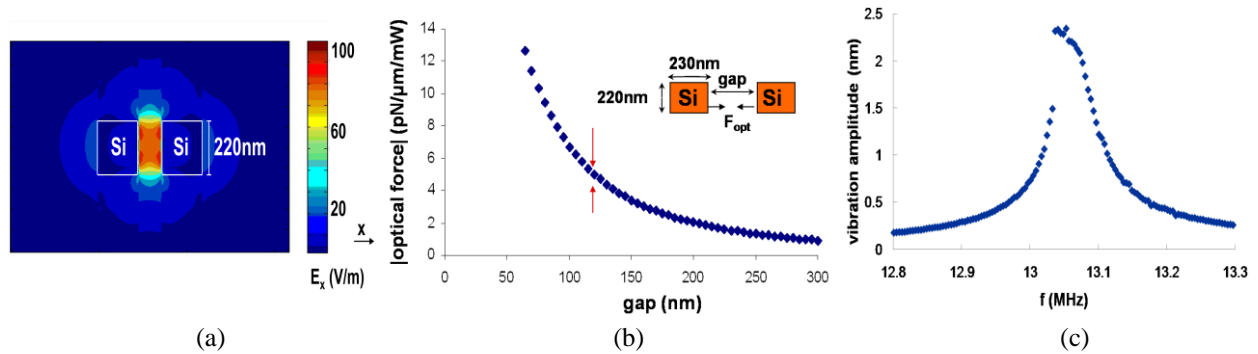 100
60
20
Si
Si
220nm
x
E_x (V/m)
(a)
|optical force| (pN/µm/mW)
14
12
10
8
6
4
2
0
0
50
100
150
200
250
300
gap (nm)
230nm
gap
220nm
Si
Si
F_opt
(b)
vibration amplitude (nm)
2.5
2
1.5
1
0.5
0
12.8
12.9
13
13.1
13.2
13.3
f (MHz)
(c)